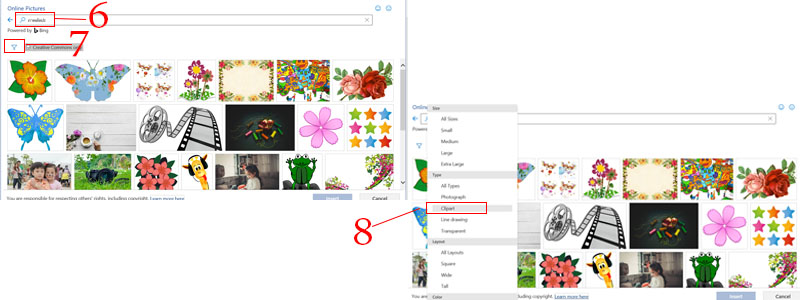 Online Pictures
6
Powered by Bing
7
Creative Commons only
You are responsible for respecting others' rights, including copyright. Learn more here
Insert
Cancel
Online
Powered
Size
All Sizes
Small
Medium
Large
Extra Large
Type
All Types
Photograph
8
Clipart
Line drawing
Transparent
Layout
All Layouts
Square
Wide
Tall
Color
You are
including copyright. Learn more here
Insert
Cancel